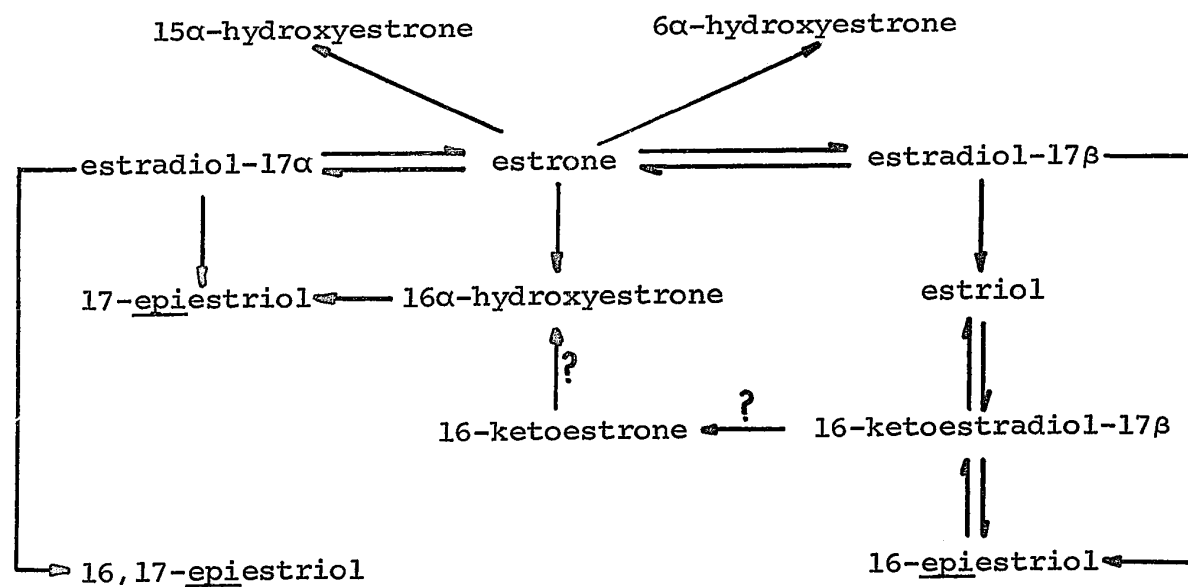 15α-hydroxyestrone 6α-hydroxyestrone
estradiol-17α estrone estradiol-17β
17-epiestriol 16α-hydroxyestrone estriol
?
?
16-ketoestrone 16-ketoestradiol-17β
16,17-epiestriol 16-epiestriol